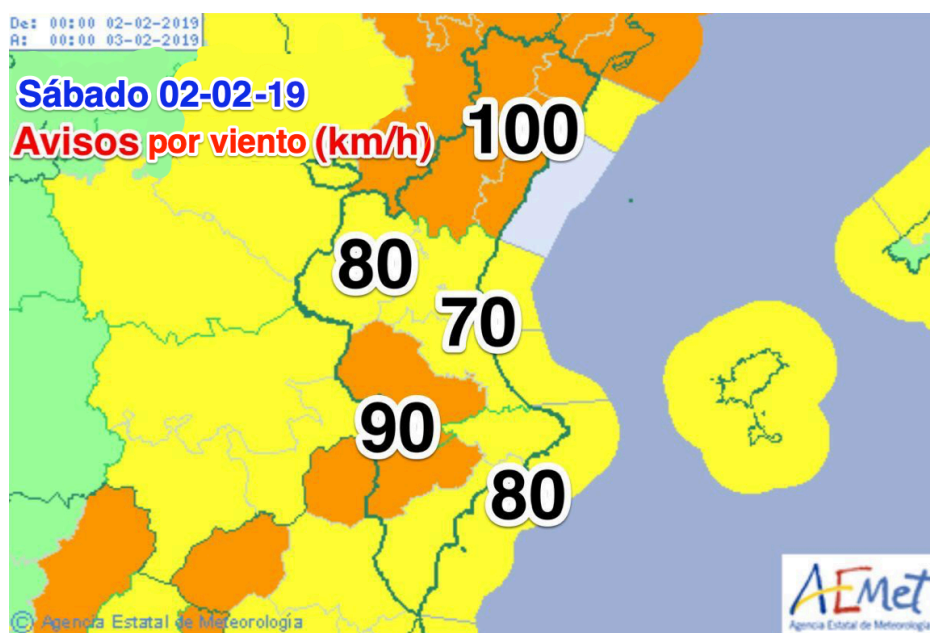 De: 00:00 02-02-2019
A: 00:00 03-02-2019
Sábado 02-02-19
Avisos por viento (km/h)
100
80
70
90
80
AEMet
Agencia Estatal de Meteorología
© Agencia Estatal de Meteorología